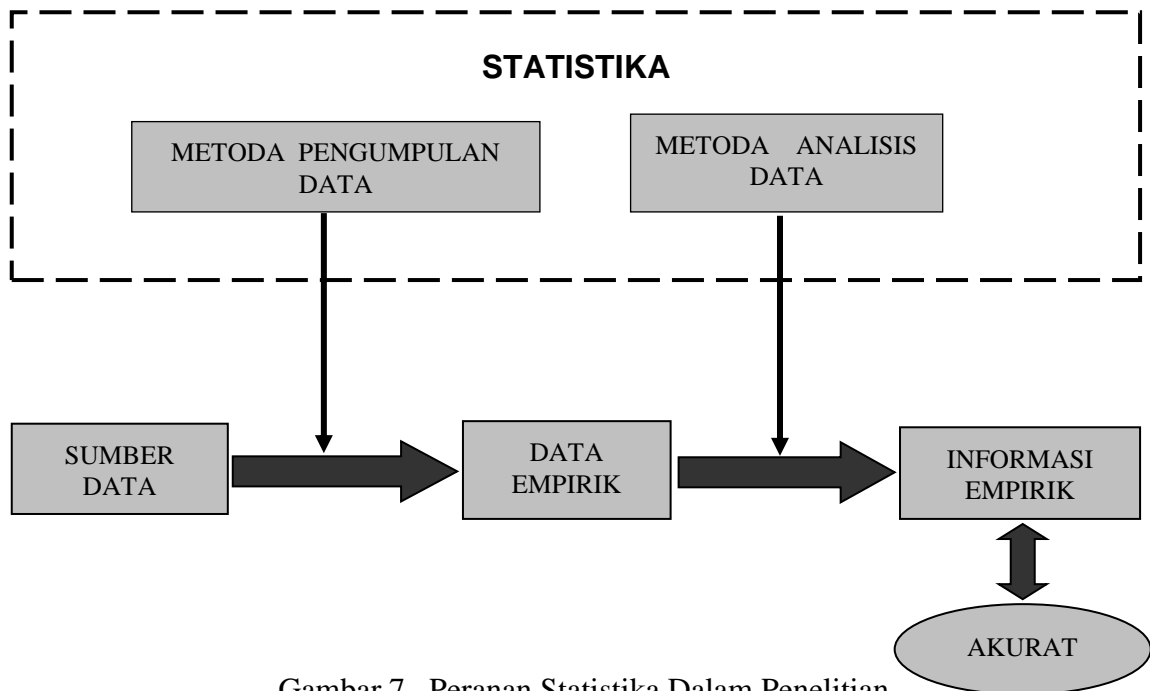 STATISTIKA
METODA PENGUMPULAN
DATA
METODA ANALISIS
DATA
SUMBER
DATA
DATA
EMPIRIK
INFORMASI
EMPIRIK
AKURAT
Gambar 7. Peranan Statistika Dalam Penelitian